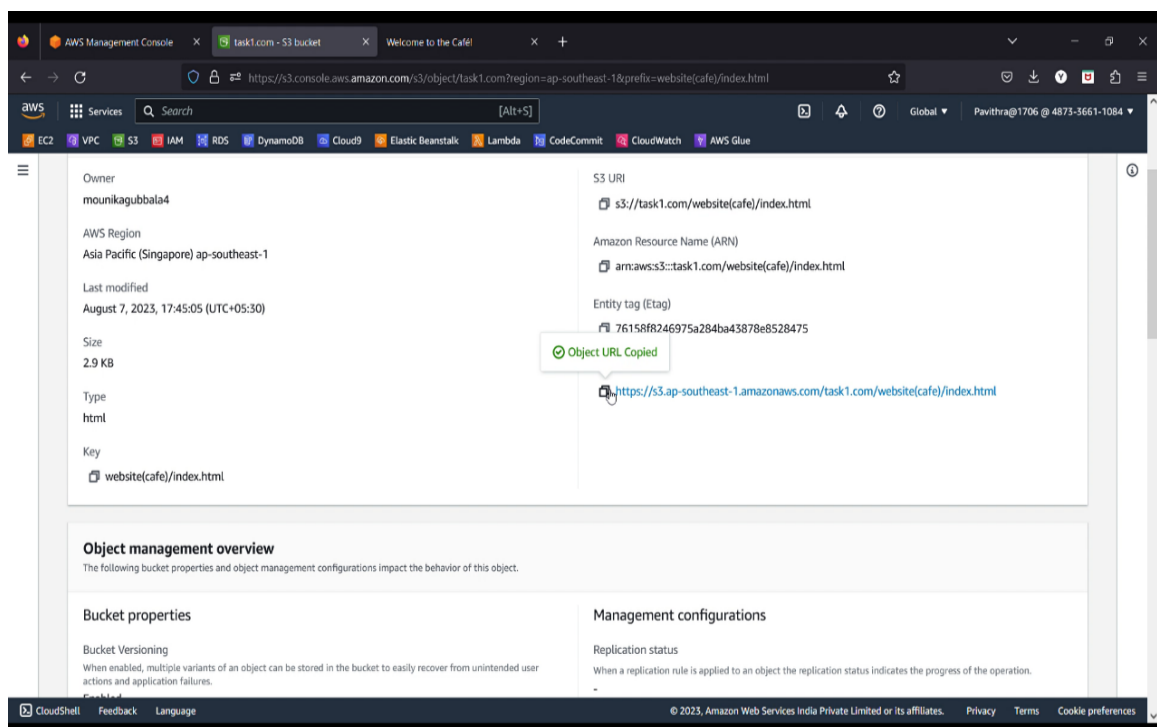 AWS Management Console
task1.com - S3 bucket
Welcome to the Café!
https://s3.console.aws.amazon.com/s3/object/task1.com?region=ap-southeast-1&prefix=website(cafe)/index.html
aws
Services
Search
[Alt+S]
Global
Pavithra@1706 @ 4873-3661-1084
EC2 VPC S3 IAM RDS DynamoDB Cloud9 Elastic Beanstalk Lambda CodeCommit CloudWatch AWS Glue
Owner
mounikagubbala4
AWS Region
Asia Pacific (Singapore) ap-southeast-1
Last modified
August 7, 2023, 17:45:05 (UTC+05:30)
Size
2.9 KB
Type
html
Key
website(cafe)/index.html
S3 URI
s3://task1.com/website(cafe)/index.html
Amazon Resource Name (ARN)
arn:aws:s3:::task1.com/website(cafe)/index.html
Entity tag (Etag)
76158f8246975a284ba43878e8528475
Object URL Copied
https://s3.ap-southeast-1.amazonaws.com/task1.com/website(cafe)/index.html
Object management overview
The following bucket properties and object management configurations impact the behavior of this object.
Bucket properties
Bucket Versioning
When enabled, multiple variants of an object can be stored in the bucket to easily recover from unintended user
actions and application failures.
Enabled
Management configurations
Replication status
When a replication rule is applied to an object the replication status indicates the progress of the operation.
-
CloudShell
Feedback
Language
© 2023, Amazon Web Services India Private Limited or its affiliates.
Privacy
Terms
Cookie preferences